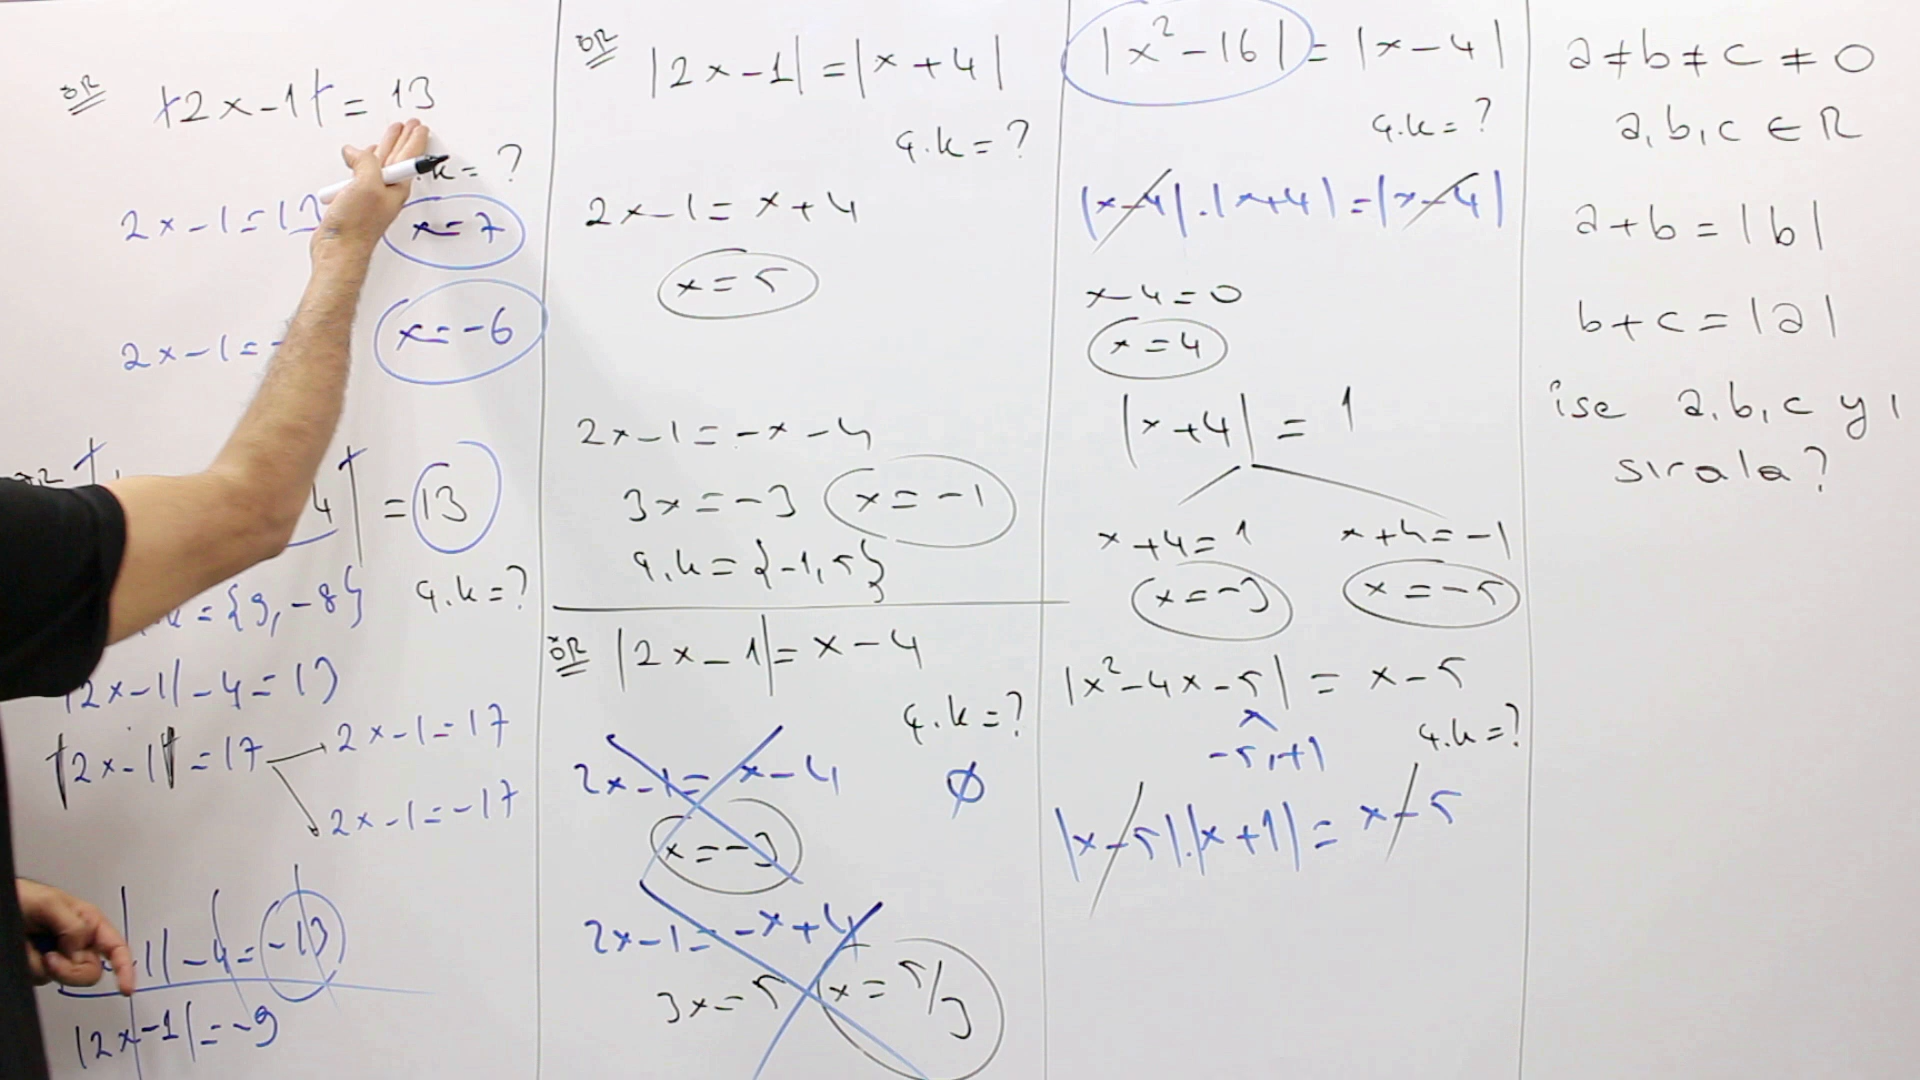 ÖR |2x-1| = 13
.k = ?
2x-1=13
x=7
2x-1=-
x=-6
4| = 13
Ç.K=?
k = {9,-8}
|2x-1|-4=13
|2x-1|=17
2x-1=17
2x-1=-17
1|-4=-13
|2x-1|=-9
ÖR |2x-1|=|x+4|
Ç.K=?
2x-1=x+4
x=5
2x-1=-x-4
3x=-3 x=-1
Ç.K={-1,5}
ÖR |2x-1|=x-4
Ç.K=?
2x-1=x-4
∅
x=-3
2x-1=-x+4
3x=5 x=5/3
|x²-16|=|x-4|
Ç.K=?
|x-4|.|x+4|=|x-4|
x-4=0
x=4
|x+4|=1
x+4=1 x+4=-1
x=-3 x=-5
|x²-4x-5|=x-5
-5,+1
Ç.K=?
|x-5|.|x+1|=x-5
a≠b≠c≠0
a,b,c∈R
a+b=|b|
b+c=|a|
ise a,b,c yi
sırala?